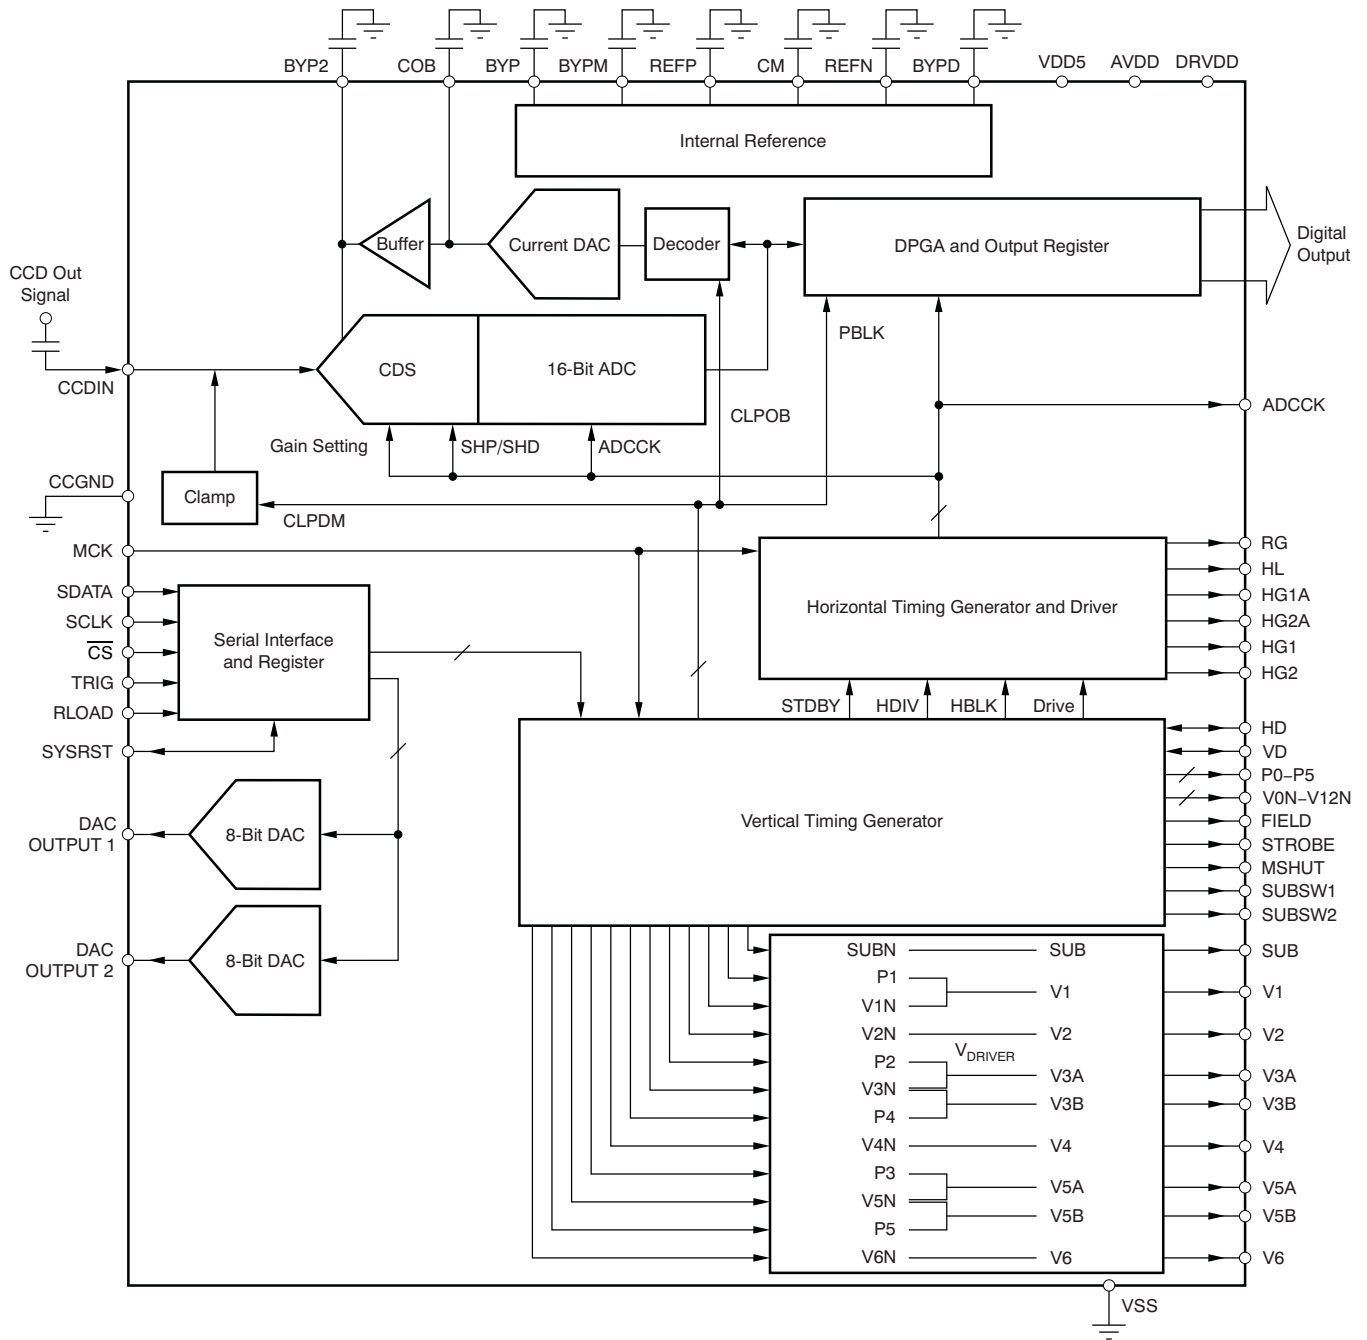 BYP2
COB
BYP
BYPM
REFP
CM
REFN
BYPD
VDD5
AVDD
DRVDD
Internal Reference
Buffer
Current DAC
Decoder
DPGA and Output Register
Digital
Output
CCD Out
Signal
CCDIN
CDS
16-Bit ADC
PBLK
CLPOB
ADCCK
Gain Setting
SHP/SHD
ADCCK
CCGND
Clamp
CLPDM
MCK
SDATA
SCLK
CS
TRIG
RLOAD
SYSRST
Serial Interface
and Register
Horizontal Timing Generator and Driver
RG
HL
HG1A
HG2A
HG1
HG2
STDBY
HDIV
HBLK
Drive
HD
VD
P0–P5
V0N–V12N
FIELD
STROBE
MSHUT
SUBSW1
SUBSW2
Vertical Timing Generator
DAC
OUTPUT 1
8-Bit DAC
DAC
OUTPUT 2
8-Bit DAC
SUBN
SUB
SUB
P1
V1N
V1
V1
V2N
V2
V2
P2
VDRIVER
V3N
V3A
V3A
P4
V3B
V3B
V4N
V4
V4
P3
V5N
V5A
V5A
P5
V5B
V5B
V6N
V6
V6
VSS